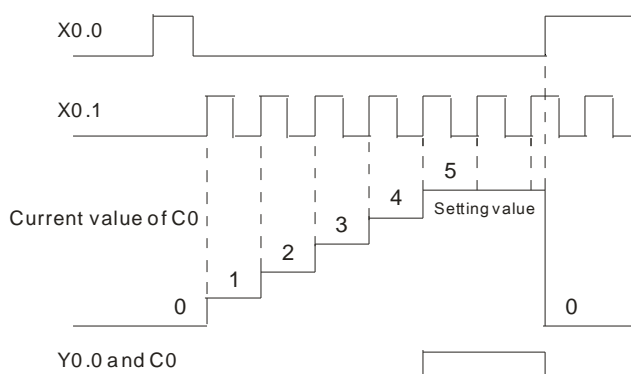 X0.0
X0.1
5
4
Setting value
Current value of C0
3
2
1
0
0
Y0.0 and C0